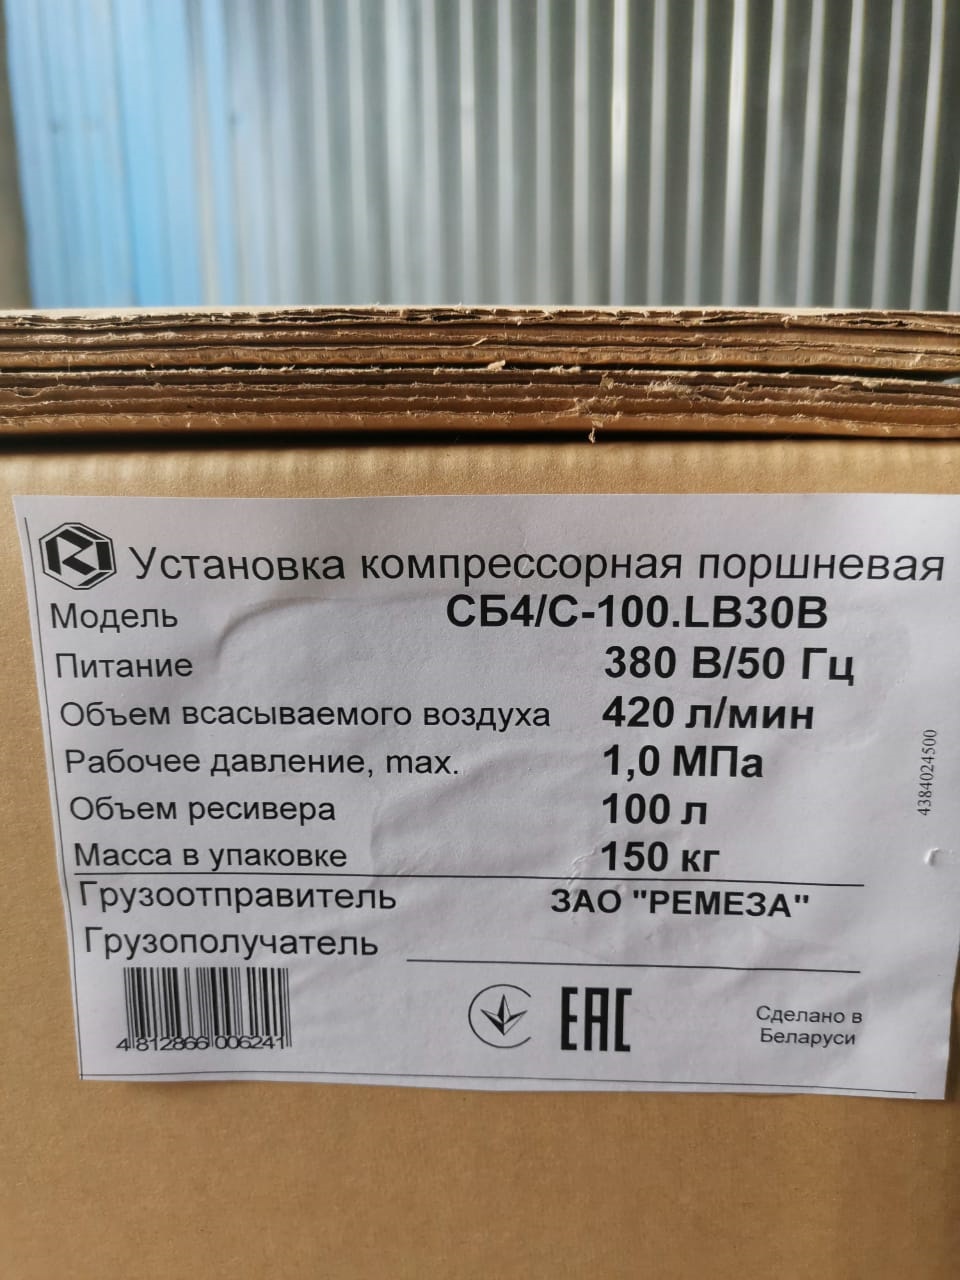 Установка компрессорная поршневая
Модель СБ4/С-100.LB30В
Питание 380 В/50 Гц
Объем всасываемого воздуха 420 л/мин
Рабочее давление, max. 1,0 МПа
Объем ресивера 100 л
Масса в упаковке 150 кг
Грузоотправитель ЗАО "РЕМЕЗА"
Грузополучатель
4 812866 006241
EAC
Сделано в
Беларуси
4384024500